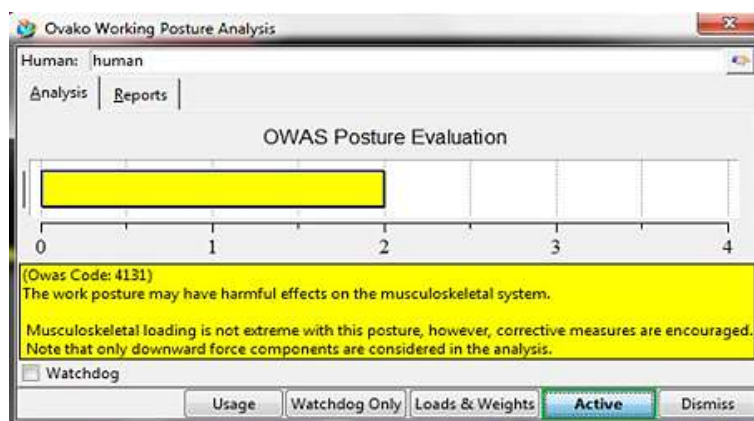 Ovako Working Posture Analysis
Human: human
Analysis Reports
OWAS Posture Evaluation
0 1 2 3 4
(Owas Code: 4131)
The work posture may have harmful effects on the musculoskeletal system.
Musculoskeletal loading is not extreme with this posture, however, corrective measures are encouraged.
Note that only downward force components are considered in the analysis.
Watchdog
Usage Watchdog Only Loads & Weights Active Dismiss